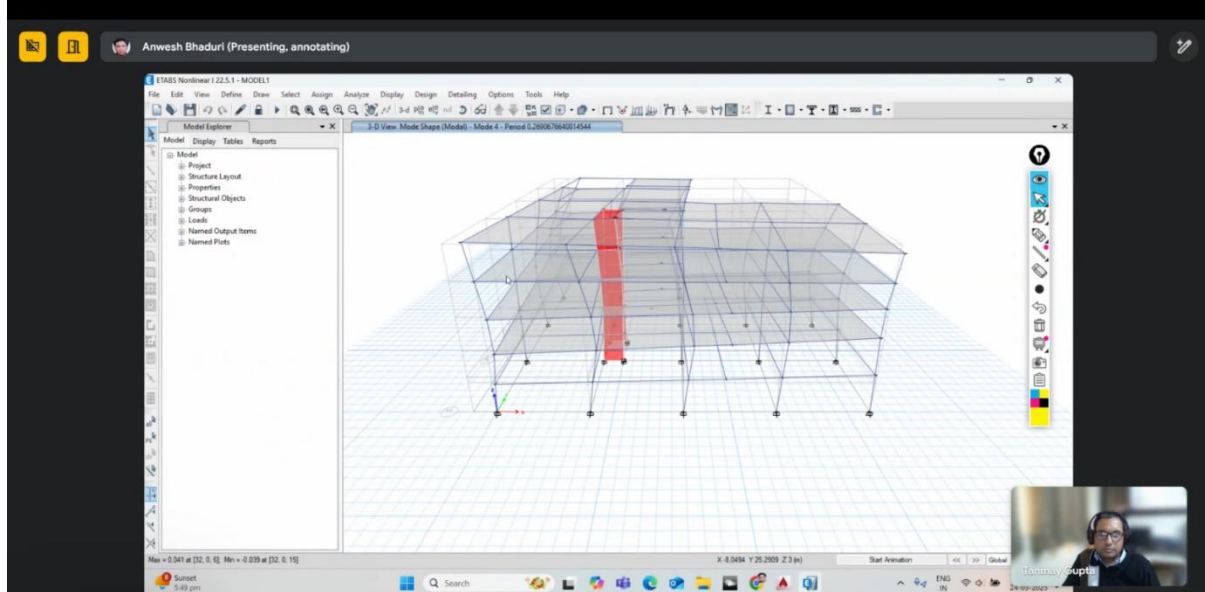 Anwesh Bhaduri (Presenting, annotating)
ETABS Nonlinear I 22.5.1 - MODEL1
File Edit View Define Draw Select Assign Analyze Display Design Detailing Options Tools Help
Model Explorer
3-D View Mode Shape (Modal) - Mode 4 - Period 0.2690676640814544
Model Display Tables Reports
Model
Project
Structure Layout
Properties
Structural Objects
Groups
Loads
Named Output Items
Named Plots
Max = 0.041 at [32, 0, 6]; Min = -0.039 at [32, 0, 15]
X -8.0494 Y 25.2909 Z 3 (m)
Start Animation
<< >>
Global
Tanmay Gupta
Sunset
5:49 pm
Search
ENG
IN
24-03-2025